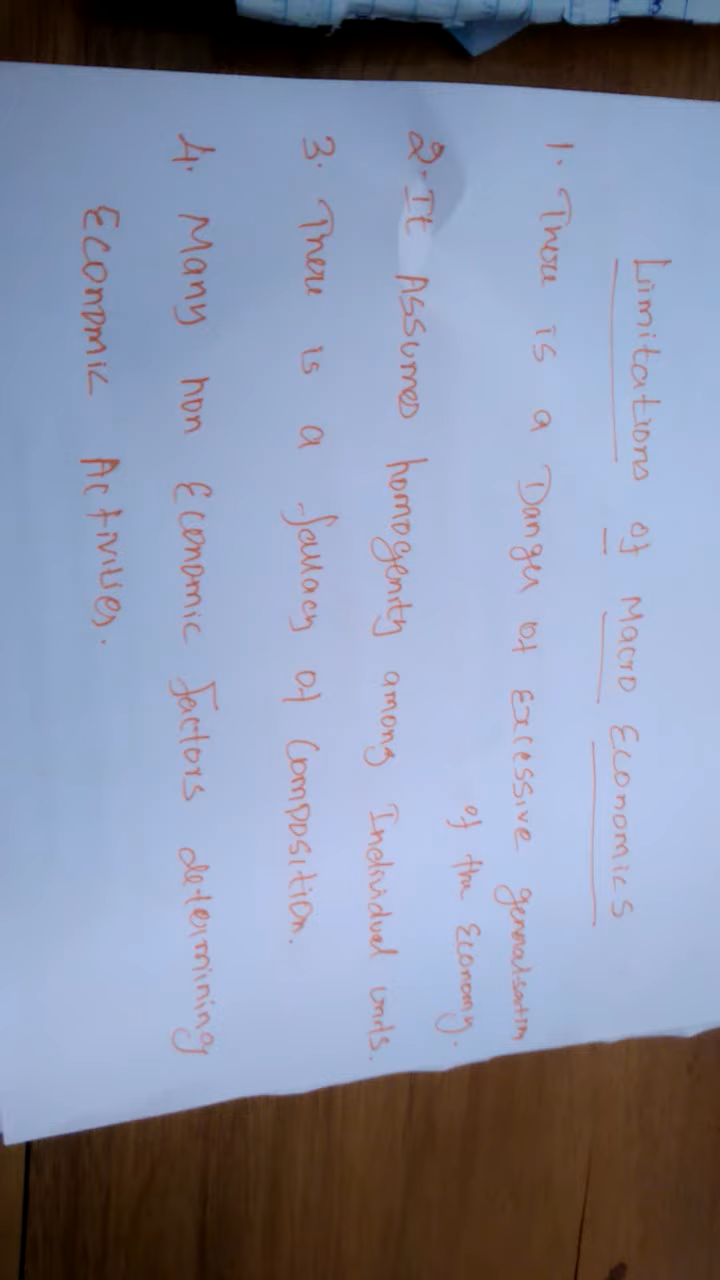 Limitations of Macro Economics
1. There is a Danger of Excessive generalisation
of the Economy.
2. It Assumes homogenity among Individual units.
3. There is a fallacy of Composition.
4. Many non Economic factors determining
Economic Activities.